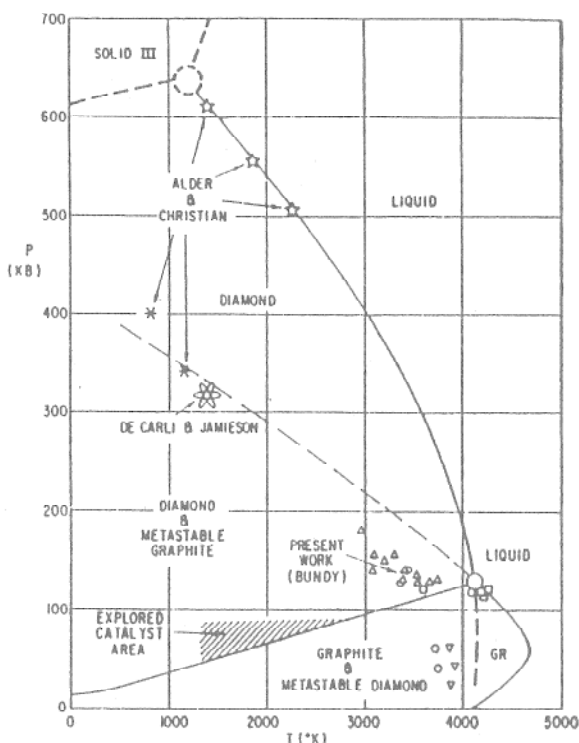 700
SOLID III
600
ALDER
&
CHRISTIAN
LIQUID
500
P
(KB)
400
DIAMOND
300
DE CARLI & JAMIESON
200
DIAMOND
&
METASTABLE
GRAPHITE
PRESENT
WORK
(BUNDY)
LIQUID
100
EXPLORED
CATALYST
AREA
GRAPHITE
&
METASTABLE DIAMOND
GR
0
0 1000 2000 3000 4000 5000
T(°K)